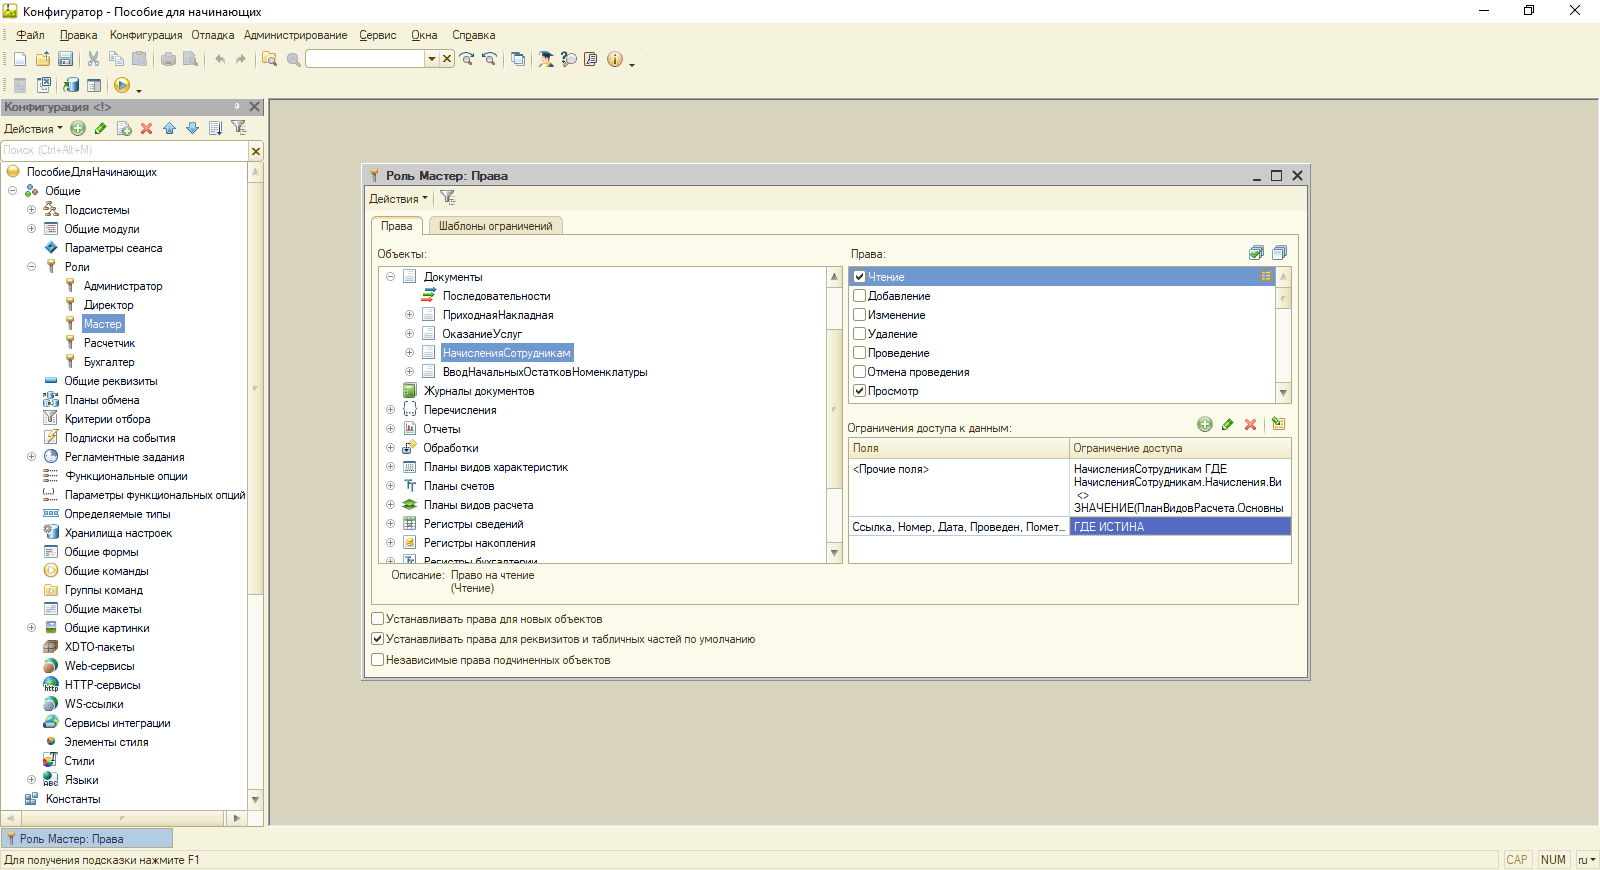 Конфигуратор - Пособие для начинающих
Файл Правка Конфигурация Отладка Администрирование Сервис Окна Справка
Конфигурация <!>
Действия
Поиск (Ctrl+Alt+M)
ПособиеДляНачинающих
Общие
Подсистемы
Общие модули
Параметры сеанса
Роли
Администратор
Директор
Мастер
Расчетчик
Бухгалтер
Общие реквизиты
Планы обмена
Критерии отбора
Подписки на события
Регламентные задания
Функциональные опции
Параметры функциональных опций
Определяемые типы
Хранилища настроек
Общие формы
Общие команды
Группы команд
Общие макеты
Общие картинки
XDTO-пакеты
Web-сервисы
HTTP-сервисы
WS-ссылки
Сервисы интеграции
Элементы стиля
Стили
Языки
Константы
Роль Мастер: Права
Действия
Права Шаблоны ограничений
Объекты:
Документы
Последовательности
ПриходнаяНакладная
ОказаниеУслуг
НачисленияСотрудникам
ВводНачальныхОстатковНоменклатуры
Журналы документов
Перечисления
Отчеты
Обработки
Планы видов характеристик
Планы счетов
Планы видов расчета
Регистры сведений
Регистры накопления
Регистры бухгалтерии
Права:
Чтение
Добавление
Изменение
Удаление
Проведение
Отмена проведения
Просмотр
Ограничения доступа к данным:
Поля Ограничение доступа
<Прочие поля> НачисленияСотрудникам ГДЕ
НачисленияСотрудникам.Начисления.Ви
<>
ЗНАЧЕНИЕ(ПланВидовРасчета.Основны
Ссылка, Номер, Дата, Проведен, Помет... ГДЕ ИСТИНА
Описание: Право на чтение
(Чтение)
Устанавливать права для новых объектов
Устанавливать права для реквизитов и табличных частей по умолчанию
Независимые права подчиненных объектов
Роль Мастер: Права
Для получения подсказки нажмите F1
CAP NUM ru